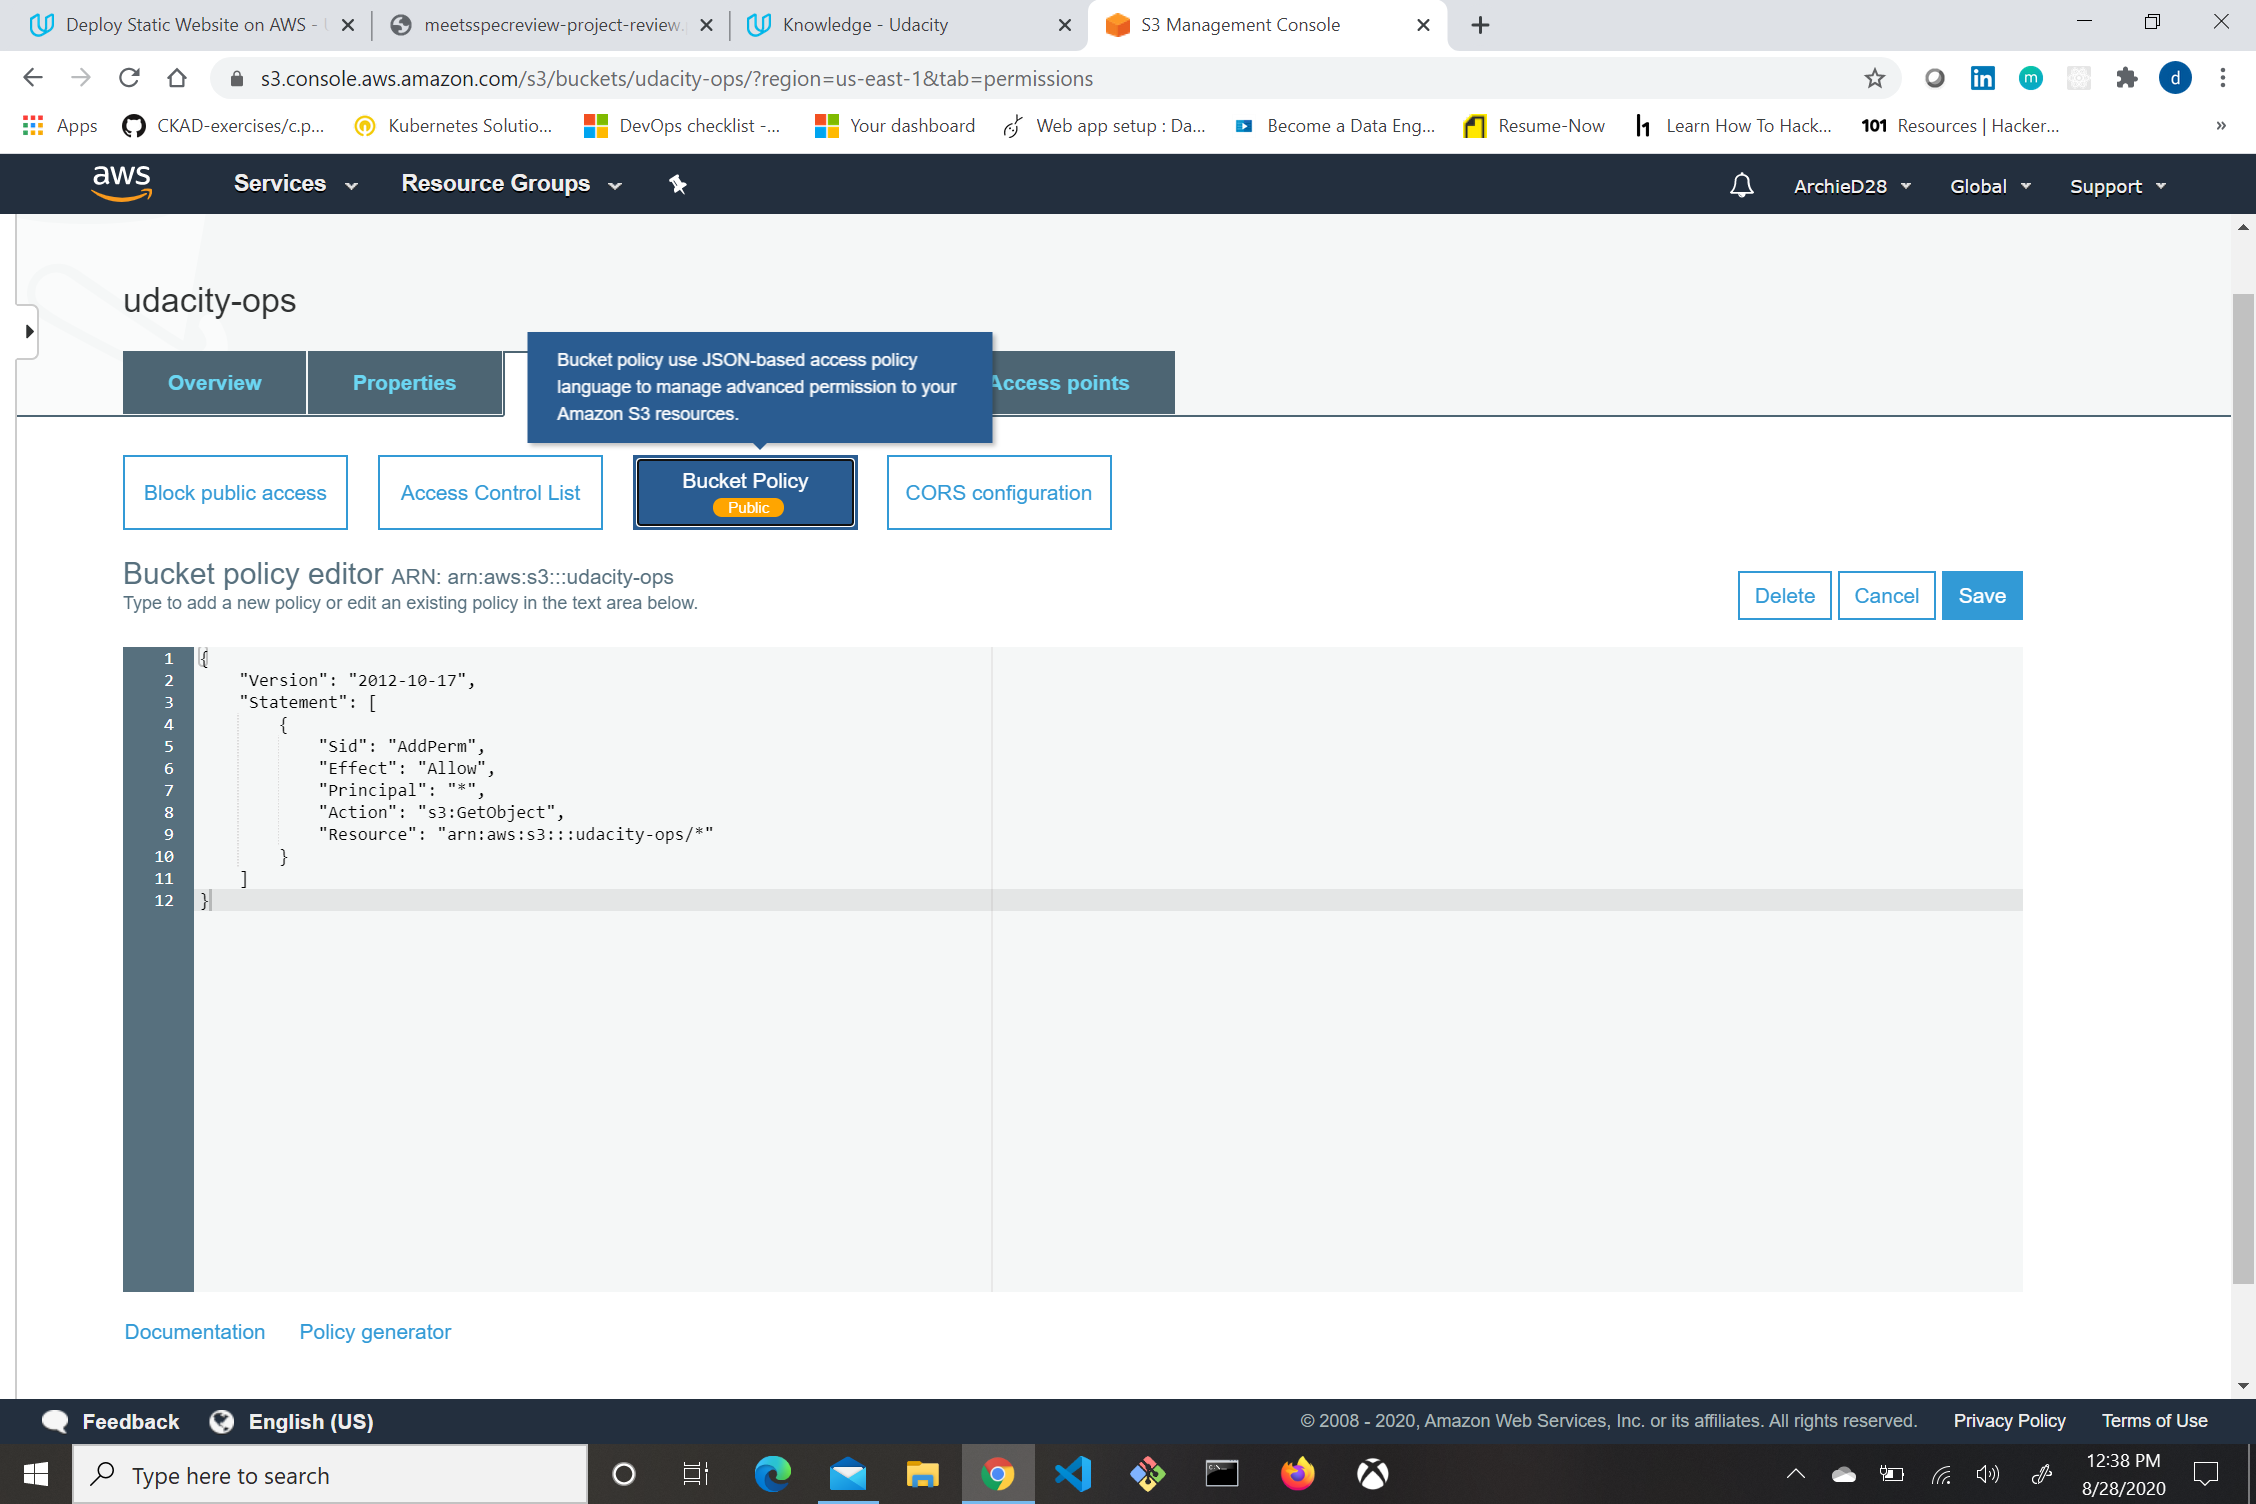 Deploy Static Website on AWS -
meetsspecreview-project-review.
Knowledge - Udacity
S3 Management Console
s3.console.aws.amazon.com/s3/buckets/udacity-ops/?region=us-east-1&tab=permissions
m
d
Apps
CKAD-exercises/c.p...
Kubernetes Solutio...
DevOps checklist -...
Your dashboard
Web app setup : Da...
Become a Data Eng...
Resume-Now
Learn How To Hack...
101 Resources | Hacker...
»
aws
Services
Resource Groups
ArchieD28
Global
Support
udacity-ops
Overview
Properties
Access points
Bucket policy use JSON-based access policy
language to manage advanced permission to your
Amazon S3 resources.
Block public access
Access Control List
Bucket Policy
Public
CORS configuration
Bucket policy editor ARN: arn:aws:s3:::udacity-ops
Type to add a new policy or edit an existing policy in the text area below.
Delete
Cancel
Save
1 {
2 "Version": "2012-10-17",
3 "Statement": [
4 {
5 "Sid": "AddPerm",
6 "Effect": "Allow",
7 "Principal": "*",
8 "Action": "s3:GetObject",
9 "Resource": "arn:aws:s3:::udacity-ops/*"
10 }
11 ]
12 }
Documentation
Policy generator
Feedback
English (US)
© 2008 - 2020, Amazon Web Services, Inc. or its affiliates. All rights reserved.
Privacy Policy
Terms of Use
Type here to search
12:38 PM
8/28/2020